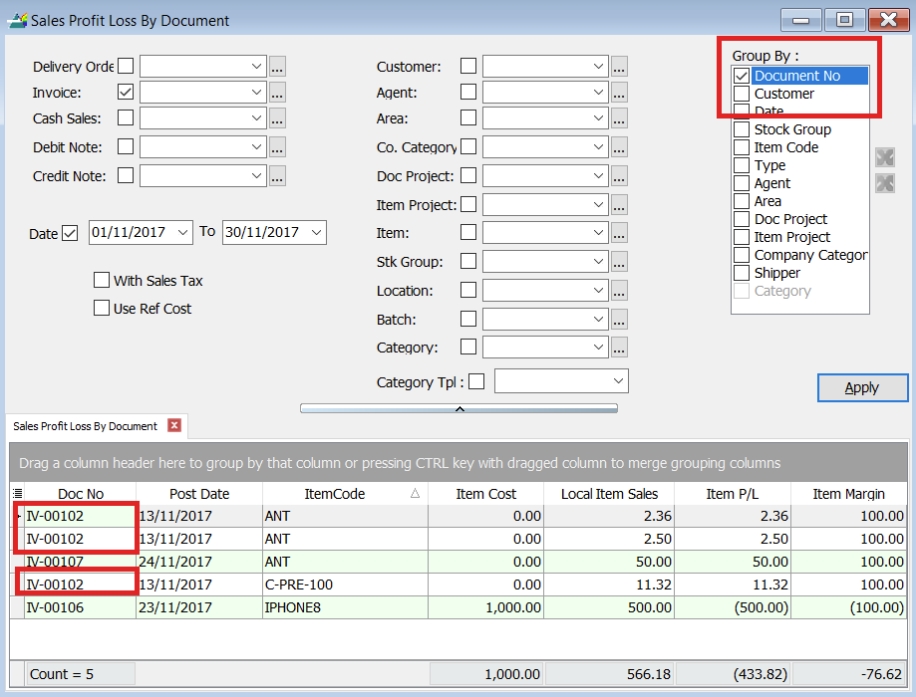 Sales Profit Loss By Document
Delivery Orde
Invoice:
Cash Sales:
Debit Note:
Credit Note:
Date 01/11/2017 To 30/11/2017
With Sales Tax
Use Ref Cost
Customer:
Agent:
Area:
Co. Category
Doc Project:
Item Project:
Item:
Stk Group:
Location:
Batch:
Category:
Category Tpl :
Group By :
Document No
Customer
Date
Stock Group
Item Code
Type
Agent
Area
Doc Project
Item Project
Company Categor
Shipper
Category
Apply
Sales Profit Loss By Document
Drag a column header here to group by that column or pressing CTRL key with dragged column to merge grouping columns
Doc No Post Date ItemCode Item Cost Local Item Sales Item P/L Item Margin
IV-00102 13/11/2017 ANT 0.00 2.36 2.36 100.00
IV-00102 13/11/2017 ANT 0.00 2.50 2.50 100.00
IV-00107 24/11/2017 ANT 0.00 50.00 50.00 100.00
IV-00102 13/11/2017 C-PRE-100 0.00 11.32 11.32 100.00
IV-00106 23/11/2017 IPHONE8 1,000.00 500.00 (500.00) (100.00)
Count = 5 1,000.00 566.18 (433.82) -76.62